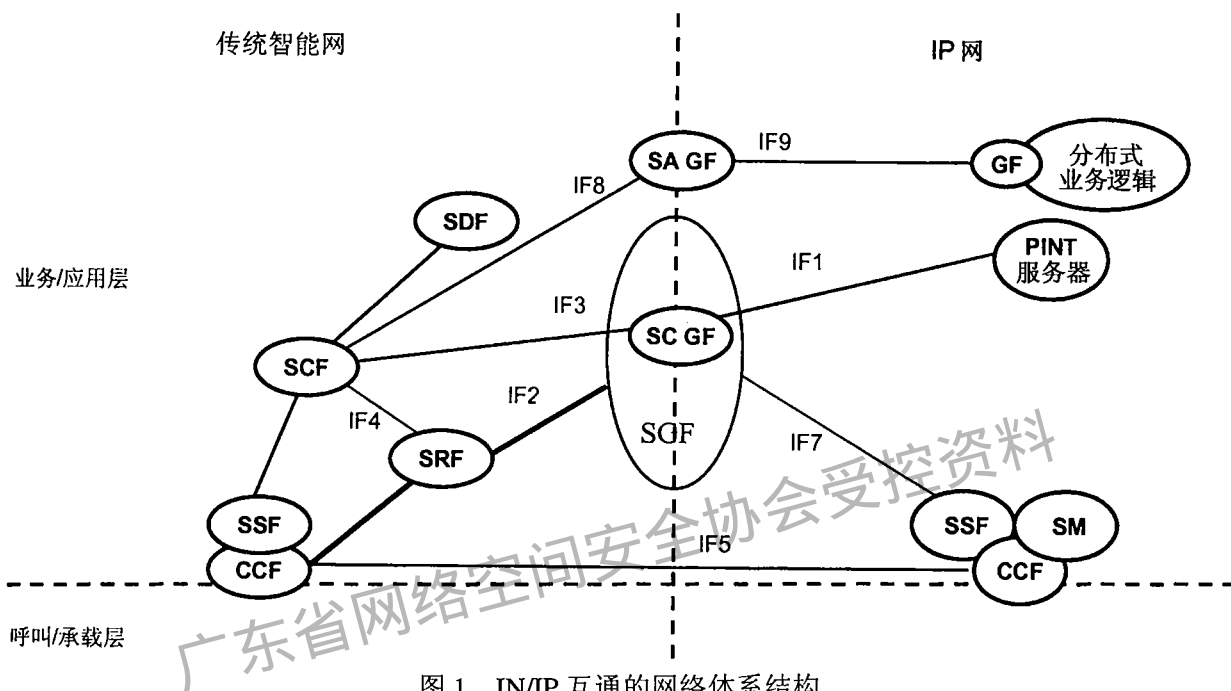 传统智能网
IP 网
SA GF
IF9
GF
分布式
业务逻辑
IF8
SDF
PINT
服务器
IF1
业务/应用层
IF3
SC GF
SCF
IF2
IF4
SCF
IF7
SRF
SSF
SSF
SM
IF5
CCF
CCF
广东省网络空间安全协会受控资料
呼叫/承载层
图 1 IN/IP 互通的网络体系结构